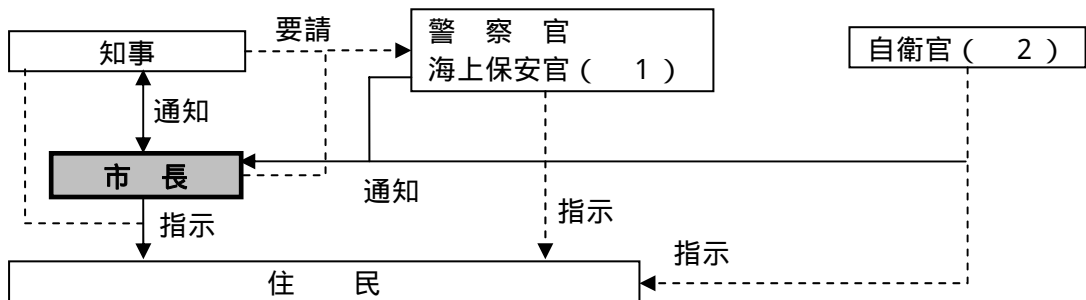 要請
知事
警 察 官
海上保安官( 1)
自衛官( 2)
通知
市 長
通知
指示
指示
指示
住 民